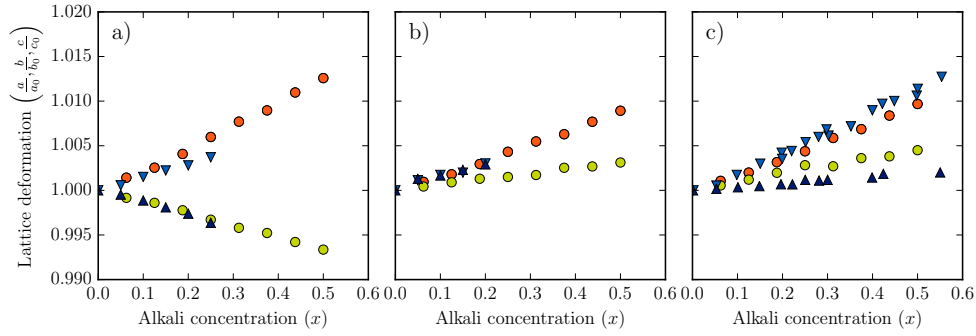 a)
b)
c)
1.020
1.015
1.010
1.005
1.000
0.995
0.990
Lattice deformation (a/a₀, b/b₀, c/c₀)
0.0 0.1 0.2 0.3 0.4 0.5 0.6
0.0 0.1 0.2 0.3 0.4 0.5 0.6
0.0 0.1 0.2 0.3 0.4 0.5 0.6
Alkali concentration (x)
Alkali concentration (x)
Alkali concentration (x)